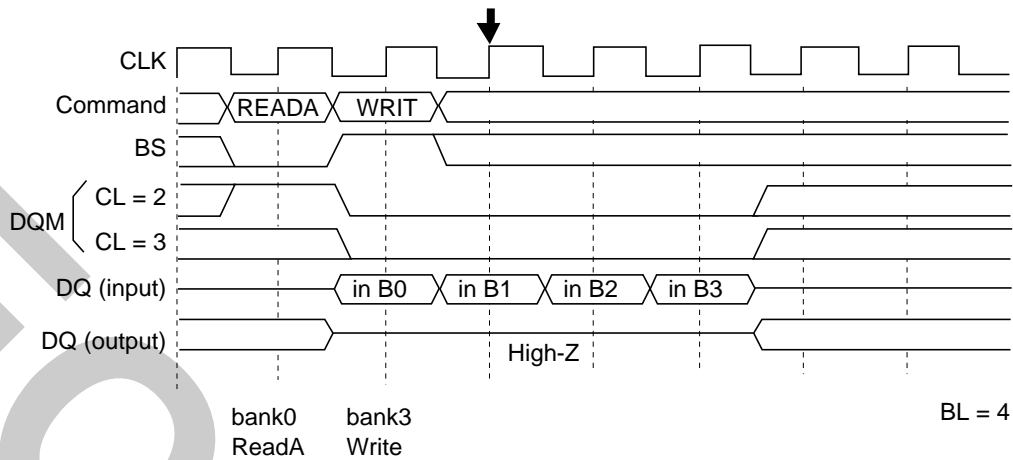 CLK
Command READA WRIT
BS
DQM CL = 2
CL = 3
DQ (input) in B0 in B1 in B2 in B3
DQ (output) High-Z
bank0 bank3 BL = 4
ReadA Write